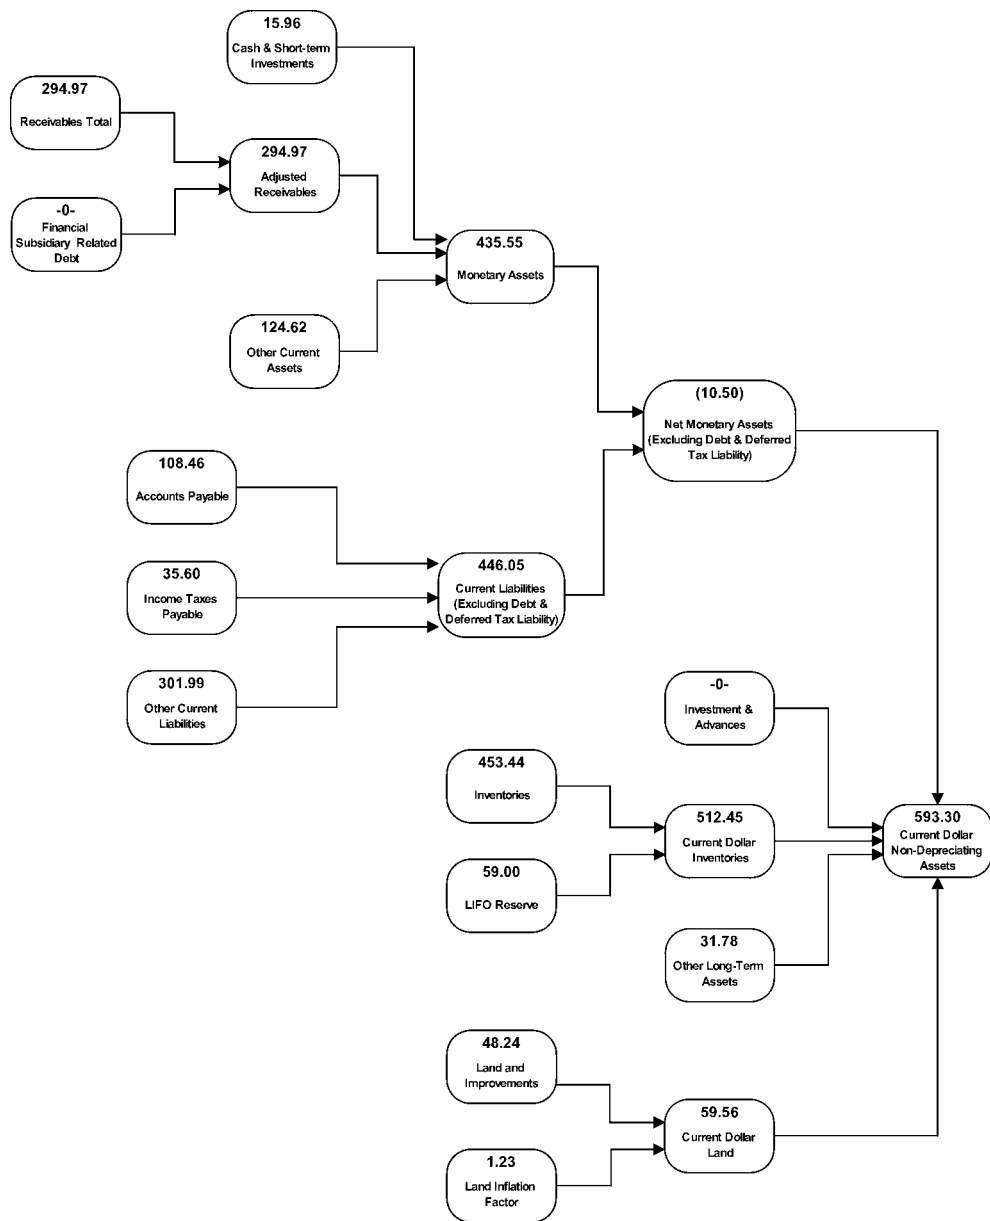 15.96
Cash & Short-term
Investments
294.97
Receivables Total
294.97
Adjusted
Receivables
-0-
Financial
Subsidiary Related
Debt
435.55
Monetary Assets
124.62
Other Current
Assets
(10.50)
Net Monetary Assets
(Excluding Debt & Deferred
Tax Liability)
108.46
Accounts Payable
446.05
Current Liabilities
(Excluding Debt &
Deferred Tax Liability)
35.60
Income Taxes
Payable
301.99
Other Current
Liabilities
-0-
Investment &
Advances
453.44
Inventories
512.45
Current Dollar
Inventories
593.30
Current Dollar
Non-Depreciating
Assets
59.00
LIFO Reserve
31.78
Other Long-Term
Assets
48.24
Land and
Improvements
59.56
Current Dollar
Land
1.23
Land Inflation
Factor